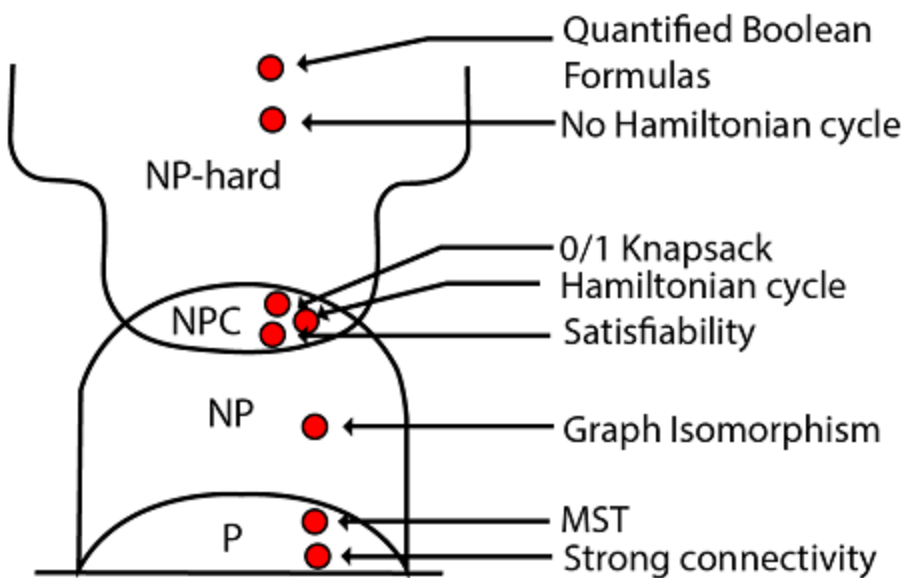 Quantified Boolean
Formulas
No Hamiltonian cycle
NP-hard
0/1 Knapsack
Hamiltonian cycle
NPC
Satisfiability
NP
Graph Isomorphism
MST
P
Strong connectivity